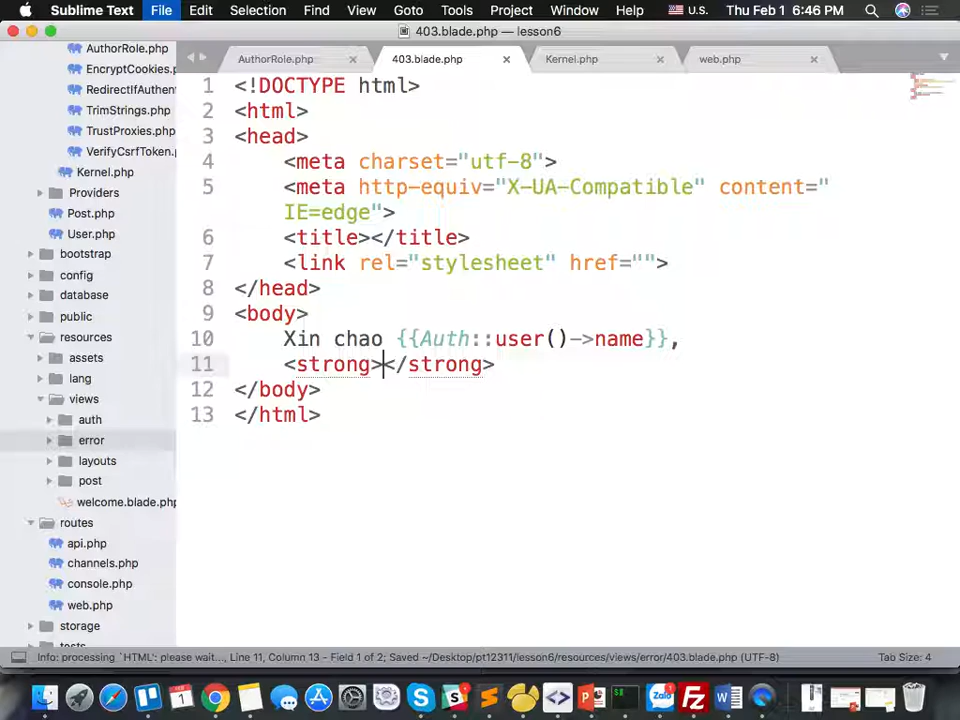 Sublime Text File Edit Selection Find View Goto Tools Project Window Help U.S. Thu Feb 1 6:46 PM
403.blade.php — lesson6
AuthorRole.php
EncryptCookies.
RedirectIfAuthen
TrimStrings.php
TrustProxies.php
VerifyCsrfToken.p
Kernel.php
Providers
Post.php
User.php
bootstrap
config
database
public
resources
assets
lang
views
auth
error
layouts
post
welcome.blade.php
routes
api.php
channels.php
console.php
web.php
storage
tests
AuthorRole.php 403.blade.php Kernel.php web.php
1 <!DOCTYPE html>
2 <html>
3 <head>
4 <meta charset="utf-8">
5 <meta http-equiv="X-UA-Compatible" content="
IE=edge">
6 <title></title>
7 <link rel="stylesheet" href="">
8 </head>
9 <body>
10 Xin chao {{Auth::user()->name}},
11 <strong></strong>
12 </body>
13 </html>
Info: processing `HTML': please wait..., Line 11, Column 13 - Field 1 of 2; Saved ~/Desktop/pt12311/lesson6/resources/views/error/403.blade.php (UTF-8) Tab Size: 4